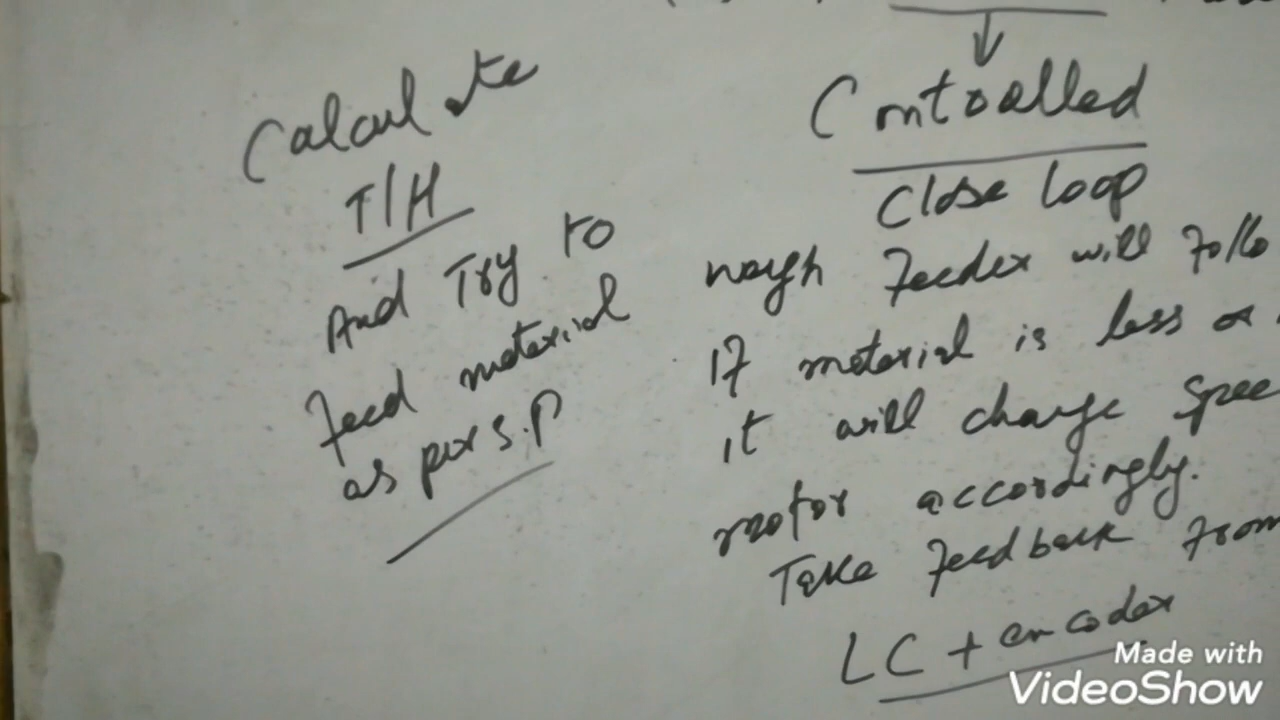 Calculate
T/H
And Try to
feed material
as per S.P
Controlled
Close loop
weigh feeder will follo
If material is less or
it will change Spee
motor accordingly.
Take feedback from
LC + encoder
Made with
VideoShow